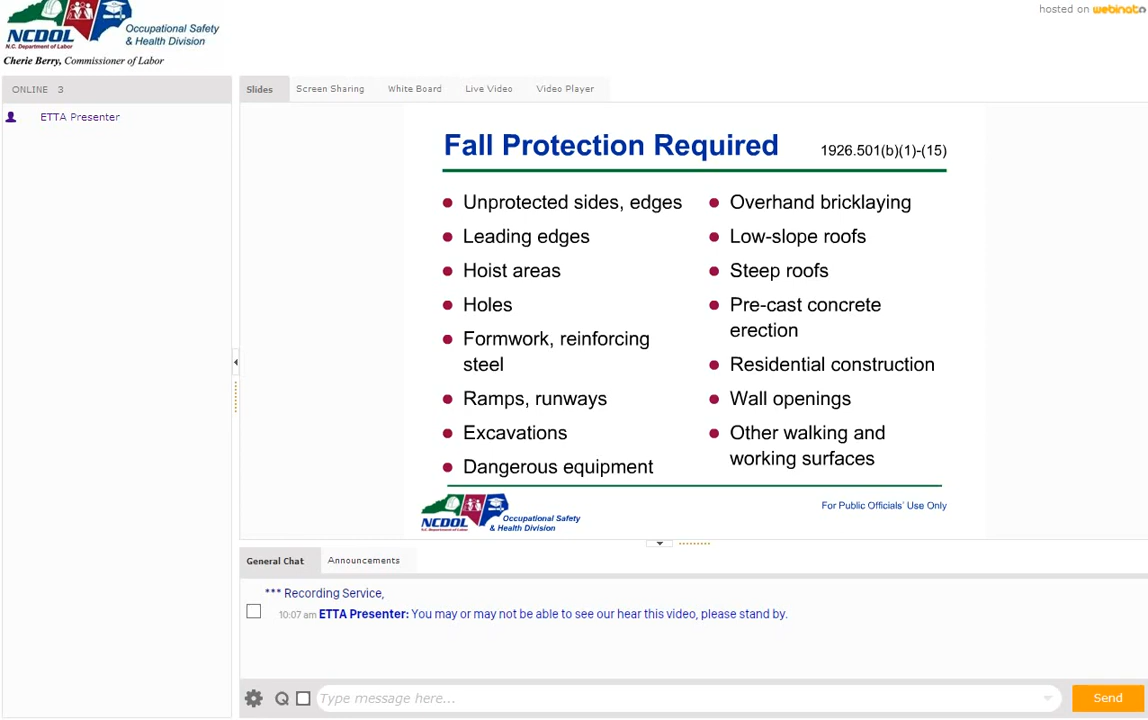 hosted on webinato
NCDOL
N.C. Department of Labor
Occupational Safety
& Health Division
Cherie Berry, Commissioner of Labor
ONLINE 3
ETTA Presenter
Slides Screen Sharing White Board Live Video Video Player
Fall Protection Required 1926.501(b)(1)-(15)
Unprotected sides, edges
Leading edges
Hoist areas
Holes
Formwork, reinforcing
steel
Ramps, runways
Excavations
Dangerous equipment
Overhand bricklaying
Low-slope roofs
Steep roofs
Pre-cast concrete
erection
Residential construction
Wall openings
Other walking and
working surfaces
NCDOL
N.C. Department of Labor
Occupational Safety
& Health Division
For Public Officials' Use Only
General Chat Announcements
*** Recording Service,
10:07 am ETTA Presenter: You may or may not be able to see our hear this video, please stand by.
Type message here...
Send